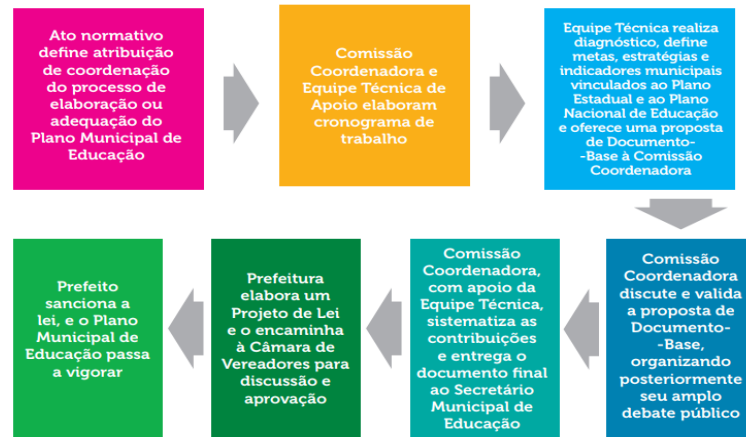 Ato normativo
define atribuição
de coordenação
do processo de
elaboração ou
adequação do
Plano Municipal de
Educação
Comissão
Coordenadora e
Equipe Técnica de
Apoio elaboram
cronograma de
trabalho
Equipe Técnica realiza
diagnóstico, define
metas, estratégias e
indicadores municipais
vinculados ao Plano
Estadual e ao Plano
Nacional de Educação
e oferece uma proposta
de Documento-
-Base à Comissão
Coordenadora
Comissão
Coordenadora
discute e valida
a proposta de
Documento-
-Base,
organizando
posteriormente
seu amplo
debate público
Comissão
Coordenadora,
com apoio da
Equipe Técnica,
sistematiza as
contribuições
e entrega o
documento final
ao Secretário
Municipal de
Educação
Prefeitura
elabora um
Projeto de Lei
e o encaminha
à Câmara de
Vereadores para
discussão e
aprovação
Prefeito
sanciona a
lei, e o Plano
Municipal de
Educação passa
a vigorar